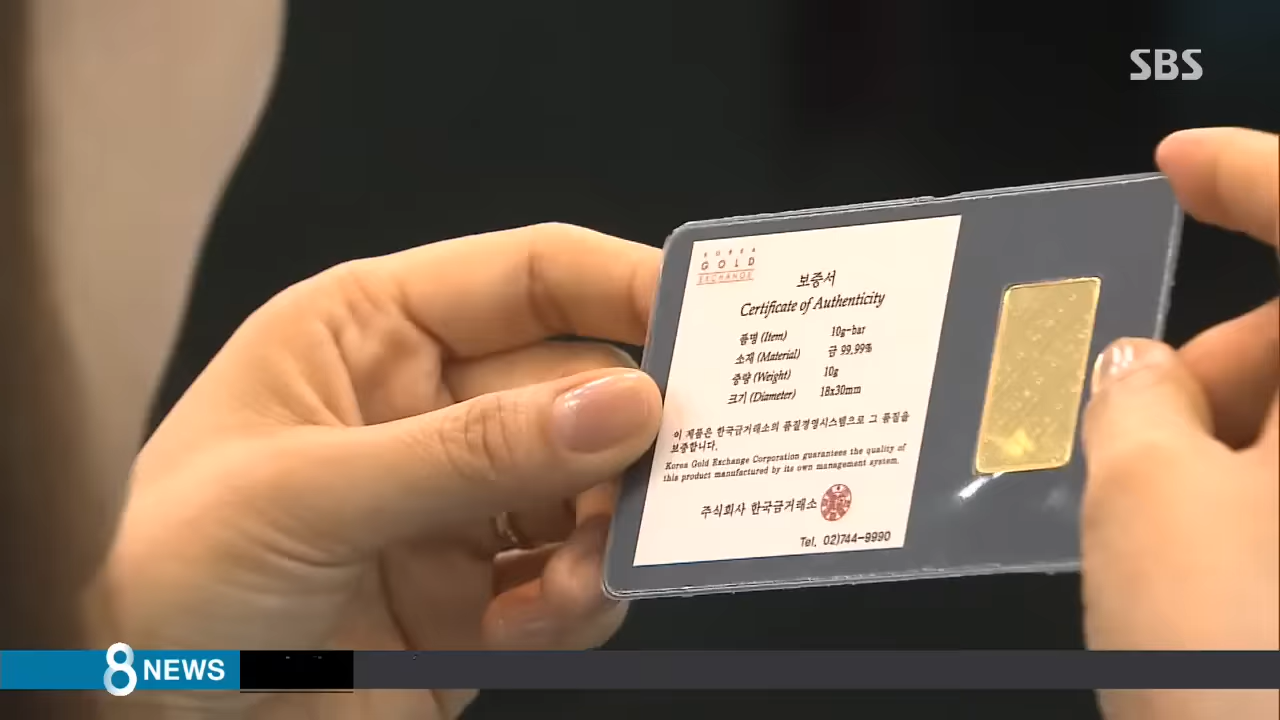 SBS
KOREA
GOLD
EXCHANGE
보증서
Certificate of Authenticity
품명 (Item) 10g-bar
소재 (Material) 금 99.99%
중량 (Weight) 10g
크기 (Diameter) 18x30mm
이 제품은 한국금거래소의 품질경영시스템으로 그 품질을
보증합니다.
Korea Gold Exchange Corporation guarantees the quality of
this product manufactured by its own management system.
주식회사 한국금거래소
Tel. 02)744-9990
8 NEWS